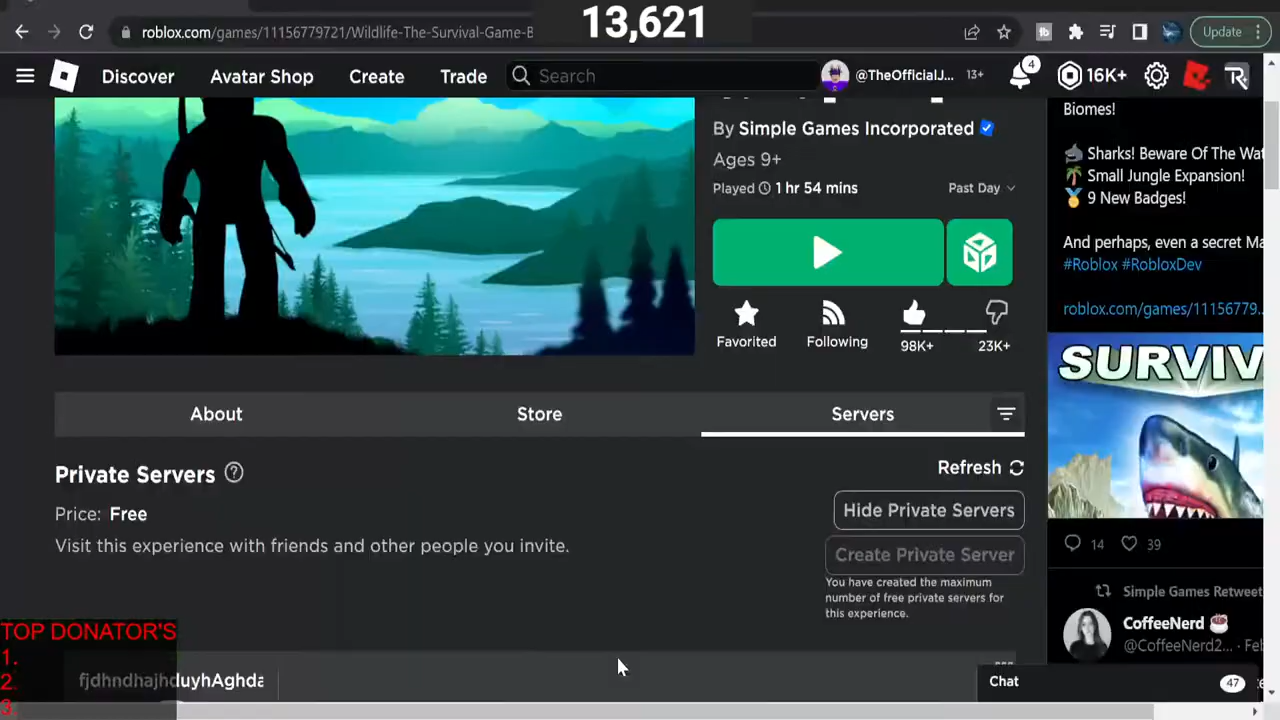 13,621
roblox.com/games/11156779721/Wildlife-The-Survival-Game-B
Update
Discover
Avatar Shop
Create
Trade
Search
@TheOfficialJ...
13+
4
16K+
By Simple Games Incorporated
Ages 9+
Played 1 hr 54 mins
Past Day
Favorited
Following
98K+
23K+
About
Store
Servers
Private Servers
Refresh
Price: Free
Hide Private Servers
Visit this experience with friends and other people you invite.
Create Private Server
You have created the maximum
number of free private servers for
this experience.
TOP DONATOR'S
1.
2.
3.
fjdhndhajhduyhAghda
Biomes!
Sharks! Beware Of The Wat
Small Jungle Expansion!
9 New Badges!
And perhaps, even a secret Ma
#Roblox #RobloxDev
roblox.com/games/11156779...
SURVIV
14
39
Simple Games Retweet
CoffeeNerd
@CoffeeNerd2... · Feb
Chat
47